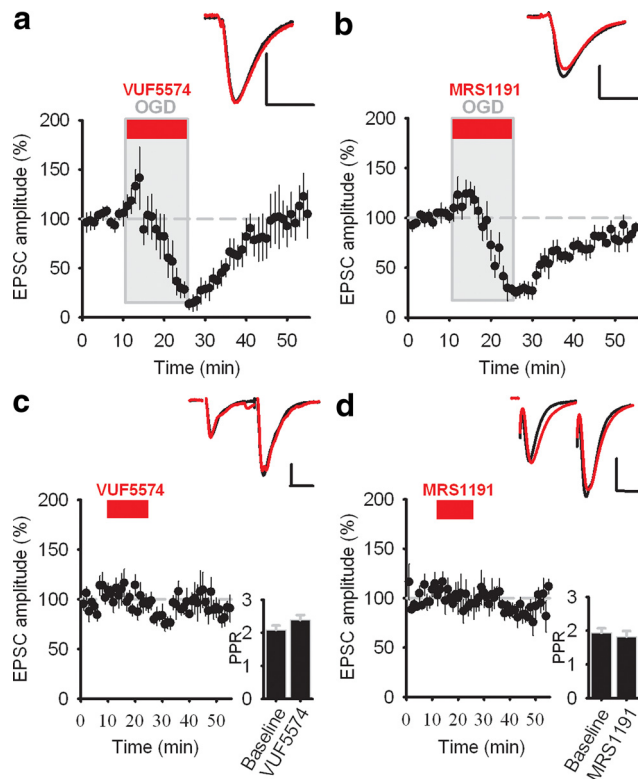 a
VUF5574
OGD
200
150
100
50
0
EPSC amplitude (%)
0 10 20 30 40 50
Time (min)
b
MRS1191
OGD
200
150
100
50
0
EPSC amplitude (%)
0 10 20 30 40 50
Time (min)
c
VUF5574
200
150
100
50
0
EPSC amplitude (%)
0 10 20 30 40 50
Time (min)
3
2
1
0
PPR
Baseline
VUF5574
d
MRS1191
200
150
100
50
0
EPSC amplitude (%)
0 10 20 30 40 50
Time (min)
3
2
1
0
PPR
Baseline
MRS1191